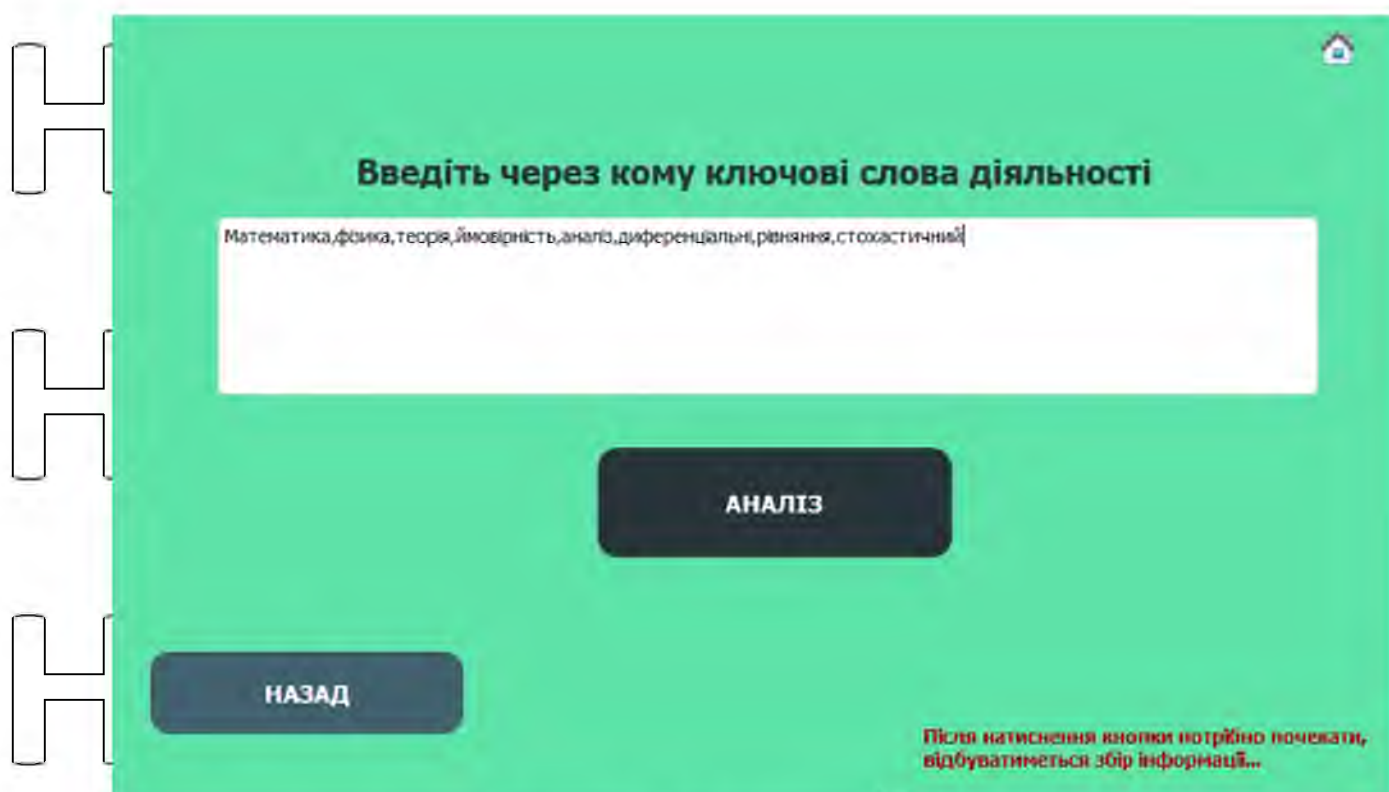 Введіть через кому ключові слова діяльності
Математика,фізика,теорія,ймовірність,аналіз,диференціальні,рівняння,стохастичний
АНАЛІЗ
НАЗАД
Після натиснення кнопки потрібно почекати,
відбуватиметься збір інформації...